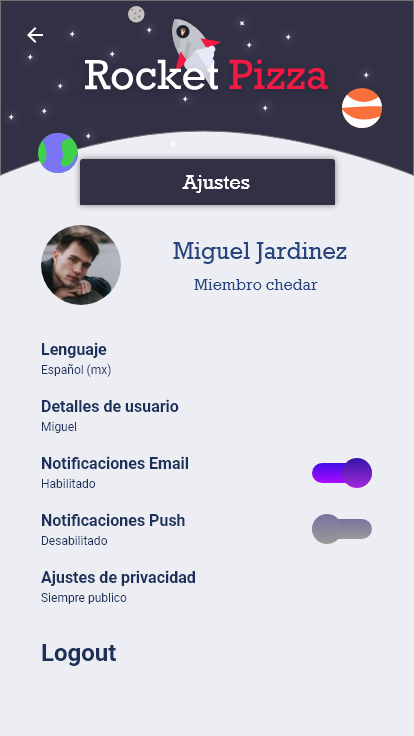 Rocket Pizza
Ajustes
Miguel Jardinez
Miembro chedar
Lenguaje
Español (mx)
Detalles de usuario
Miguel
Notificaciones Email
Habilitado
Notificaciones Push
Desabilitado
Ajustes de privacidad
Siempre publico
Logout